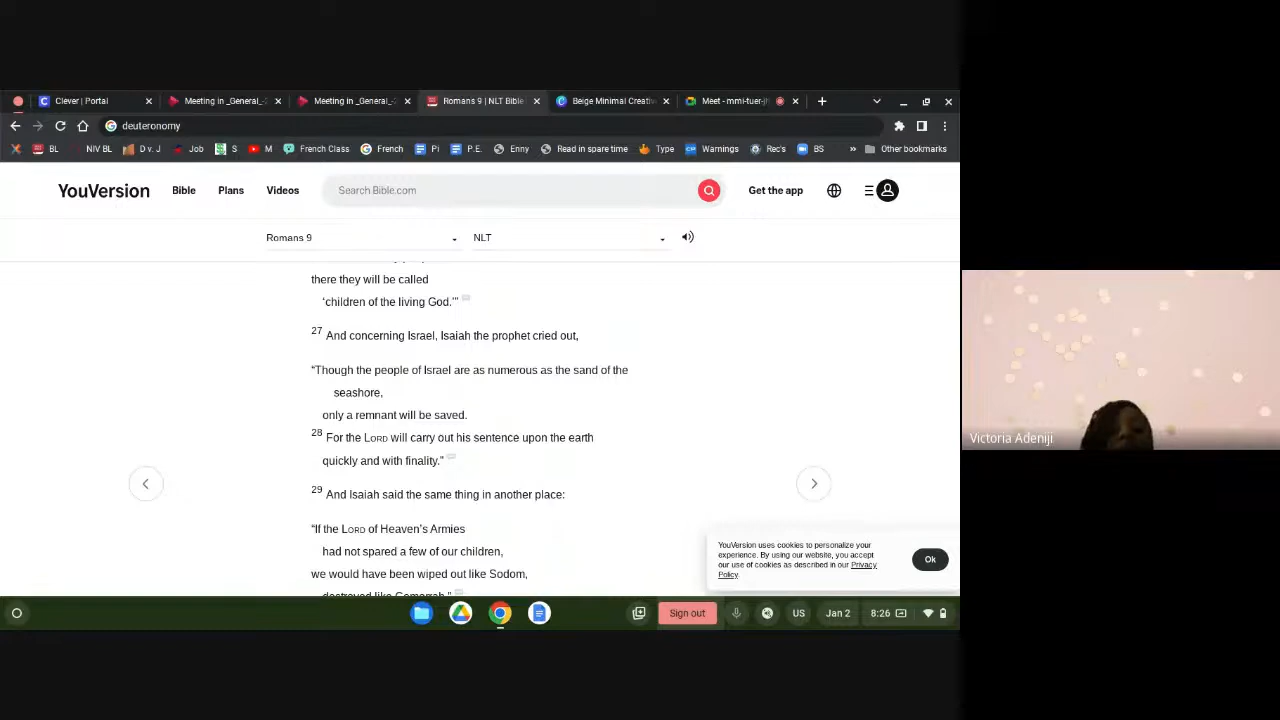 Clever | Portal
Meeting in _General_-
Meeting in _General_-
Romans 9 | NLT Bible
Beige Minimal Creativ
Meet - mmi-tuer-j
deuteronomy
BL
NIV BL
D v. J
Job
S
M
French Class
French
Pi
P.E.
Enny
Read in spare time
Type
Warnings
Rec's
BS
»
Other bookmarks
YouVersion
Bible
Plans
Videos
Search Bible.com
Get the app
Romans 9
NLT
there they will be called
‘children of the living God.’”
27 And concerning Israel, Isaiah the prophet cried out,
“Though the people of Israel are as numerous as the sand of the
seashore,
only a remnant will be saved.
28 For the LORD will carry out his sentence upon the earth
quickly and with finality.”
29 And Isaiah said the same thing in another place:
“If the LORD of Heaven’s Armies
had not spared a few of our children,
we would have been wiped out like Sodom,
destroyed like Gomorrah.”
YouVersion uses cookies to personalize your
experience. By using our website, you accept
our use of cookies as described in our Privacy
Policy.
Ok
Sign out
US
Jan 2
8:26
Victoria Adeniji